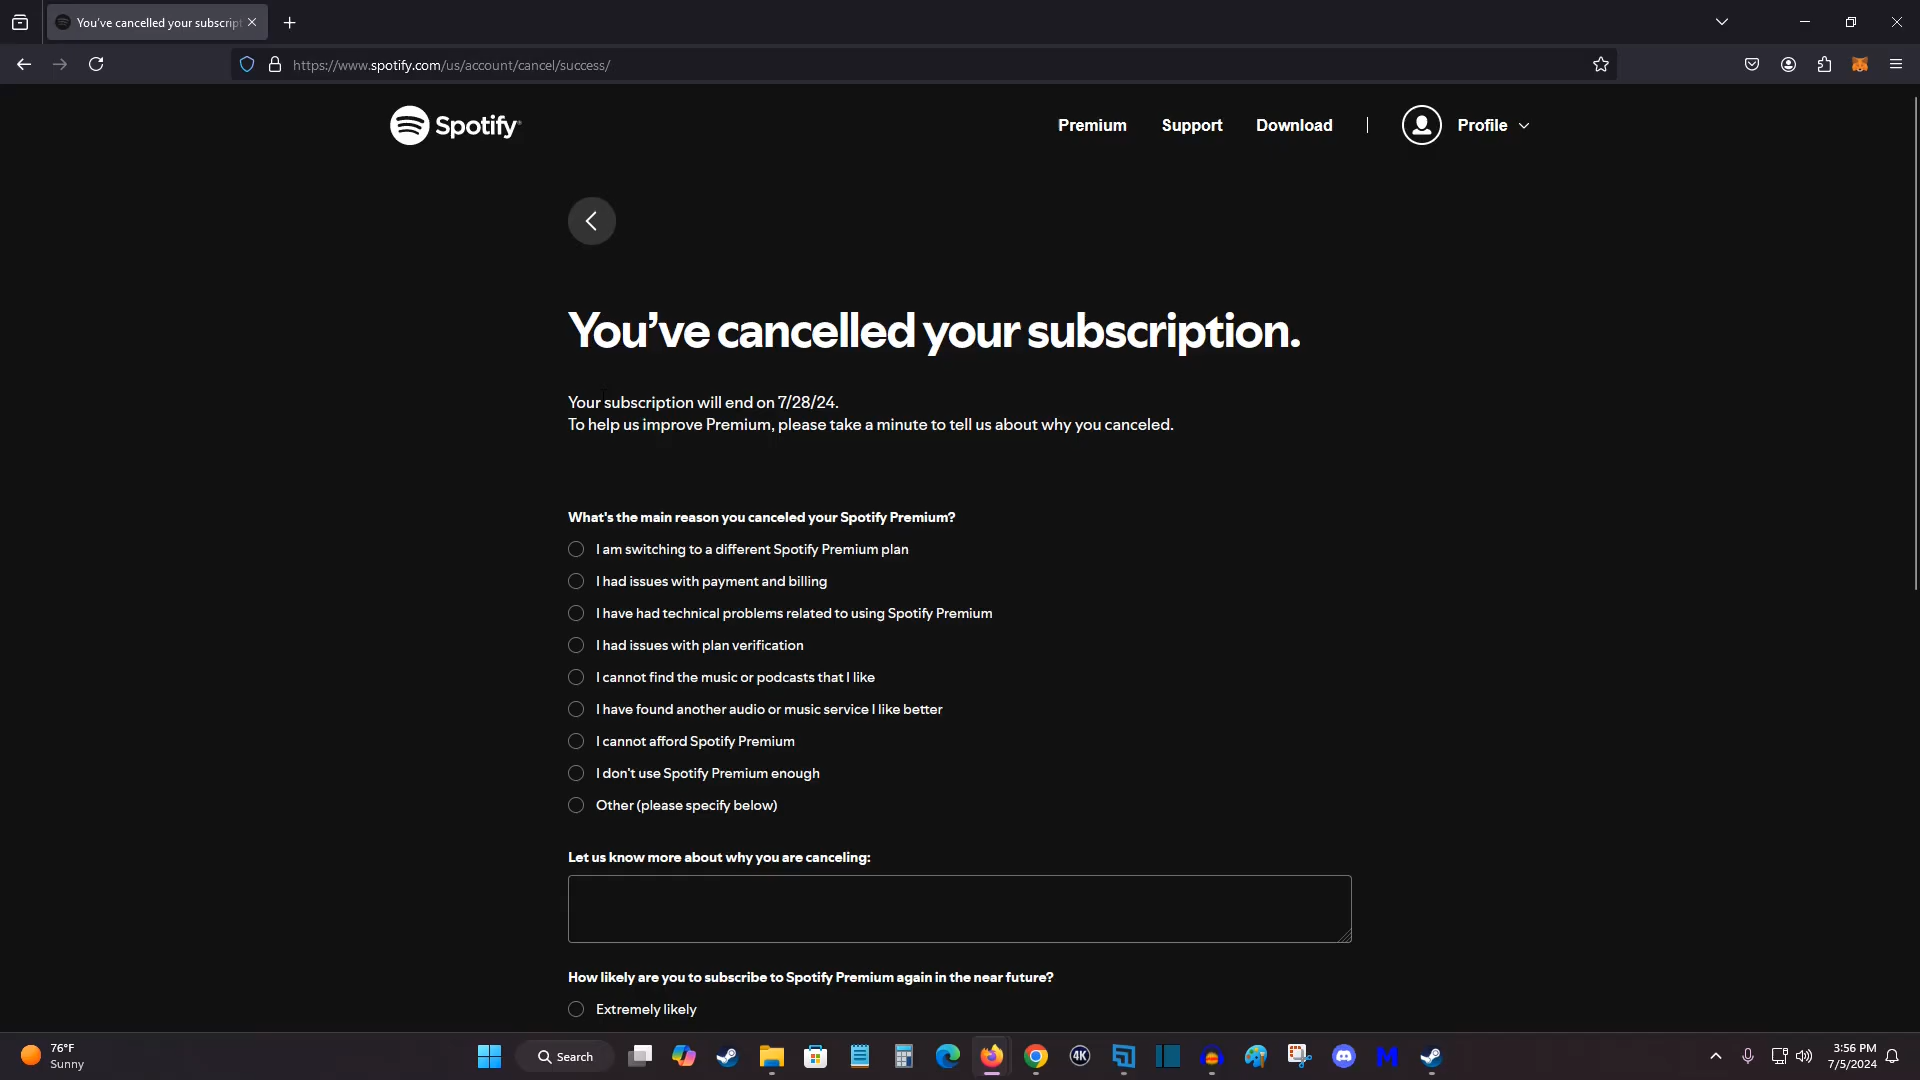 You've cancelled your subscript
https://www.spotify.com/us/account/cancel/success/
Spotify
Premium
Support
Download
Profile
You've cancelled your subscription.
Your subscription will end on 7/28/24.
To help us improve Premium, please take a minute to tell us about why you canceled.
What's the main reason you canceled your Spotify Premium?
I am switching to a different Spotify Premium plan
I had issues with payment and billing
I have had technical problems related to using Spotify Premium
I had issues with plan verification
I cannot find the music or podcasts that I like
I have found another audio or music service I like better
I cannot afford Spotify Premium
I don't use Spotify Premium enough
Other (please specify below)
Let us know more about why you are canceling:
How likely are you to subscribe to Spotify Premium again in the near future?
Extremely likely
76°F
Sunny
Search
4K
M
3:56 PM
7/5/2024